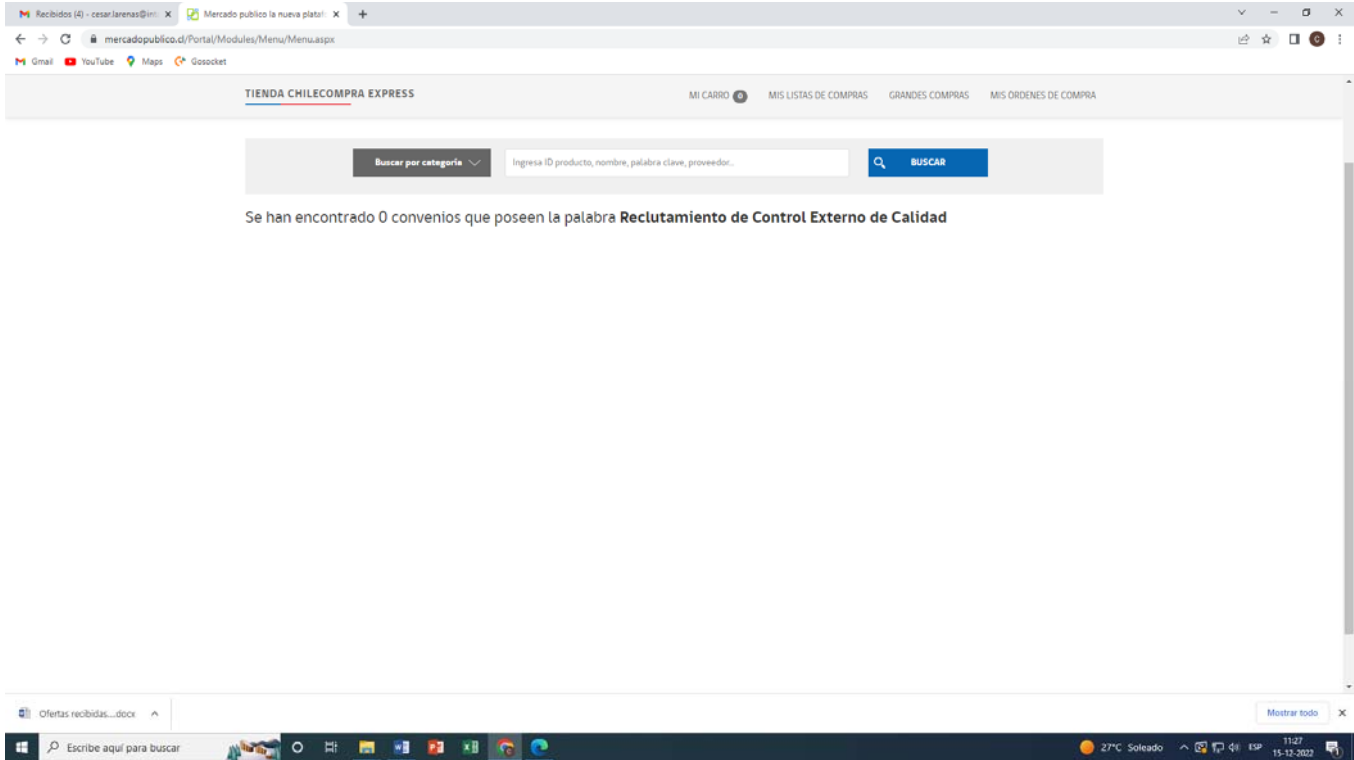 Recibidos (4) - cesar.larenas@int
Mercado publico la nueva plataf
mercadopublico.cl/Portal/Modules/Menu/Menu.aspx
C
Gmail YouTube Maps Gosocket
TIENDA CHILECOMPRA EXPRESS
MI CARRO 0 MIS LISTAS DE COMPRAS GRANDES COMPRAS MIS ORDENES DE COMPRA
Buscar por categoría Ingresa ID producto, nombre, palabra clave, proveedor... BUSCAR
Se han encontrado 0 convenios que poseen la palabra Reclutamiento de Control Externo de Calidad
Ofertas recibidas....docx
Mostrar todo
Escribe aquí para buscar
27°C Soleado
ESP
11:27
15-12-2022